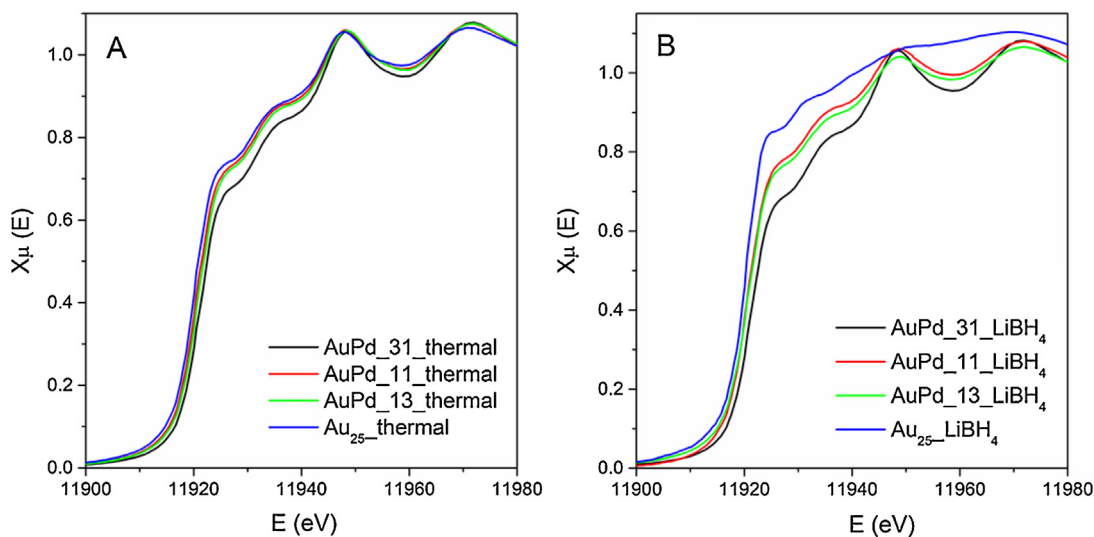 A
1.0
0.8
0.6
0.4
0.2
0.0
Xμ (E)
AuPd_31_thermal
AuPd_11_thermal
AuPd_13_thermal
Au₂₅_thermal
11900 11920 11940 11960 11980
E (eV)
B
1.0
0.8
0.6
0.4
0.2
0.0
Xμ (E)
AuPd_31_LiBH₄
AuPd_11_LiBH₄
AuPd_13_LiBH₄
Au₂₅_LiBH₄
11900 11920 11940 11960 11980
E (eV)